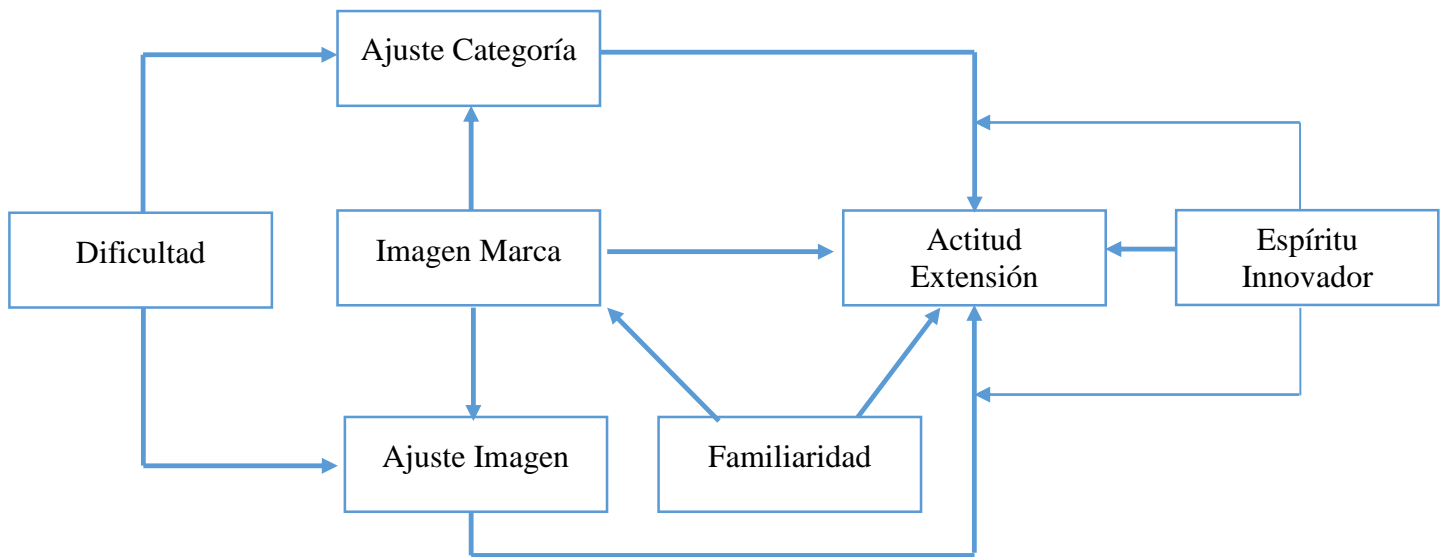 Ajuste Categoría
Dificultad
Imagen Marca
Actitud
Extensión
Espíritu
Innovador
Ajuste Imagen
Familiaridad